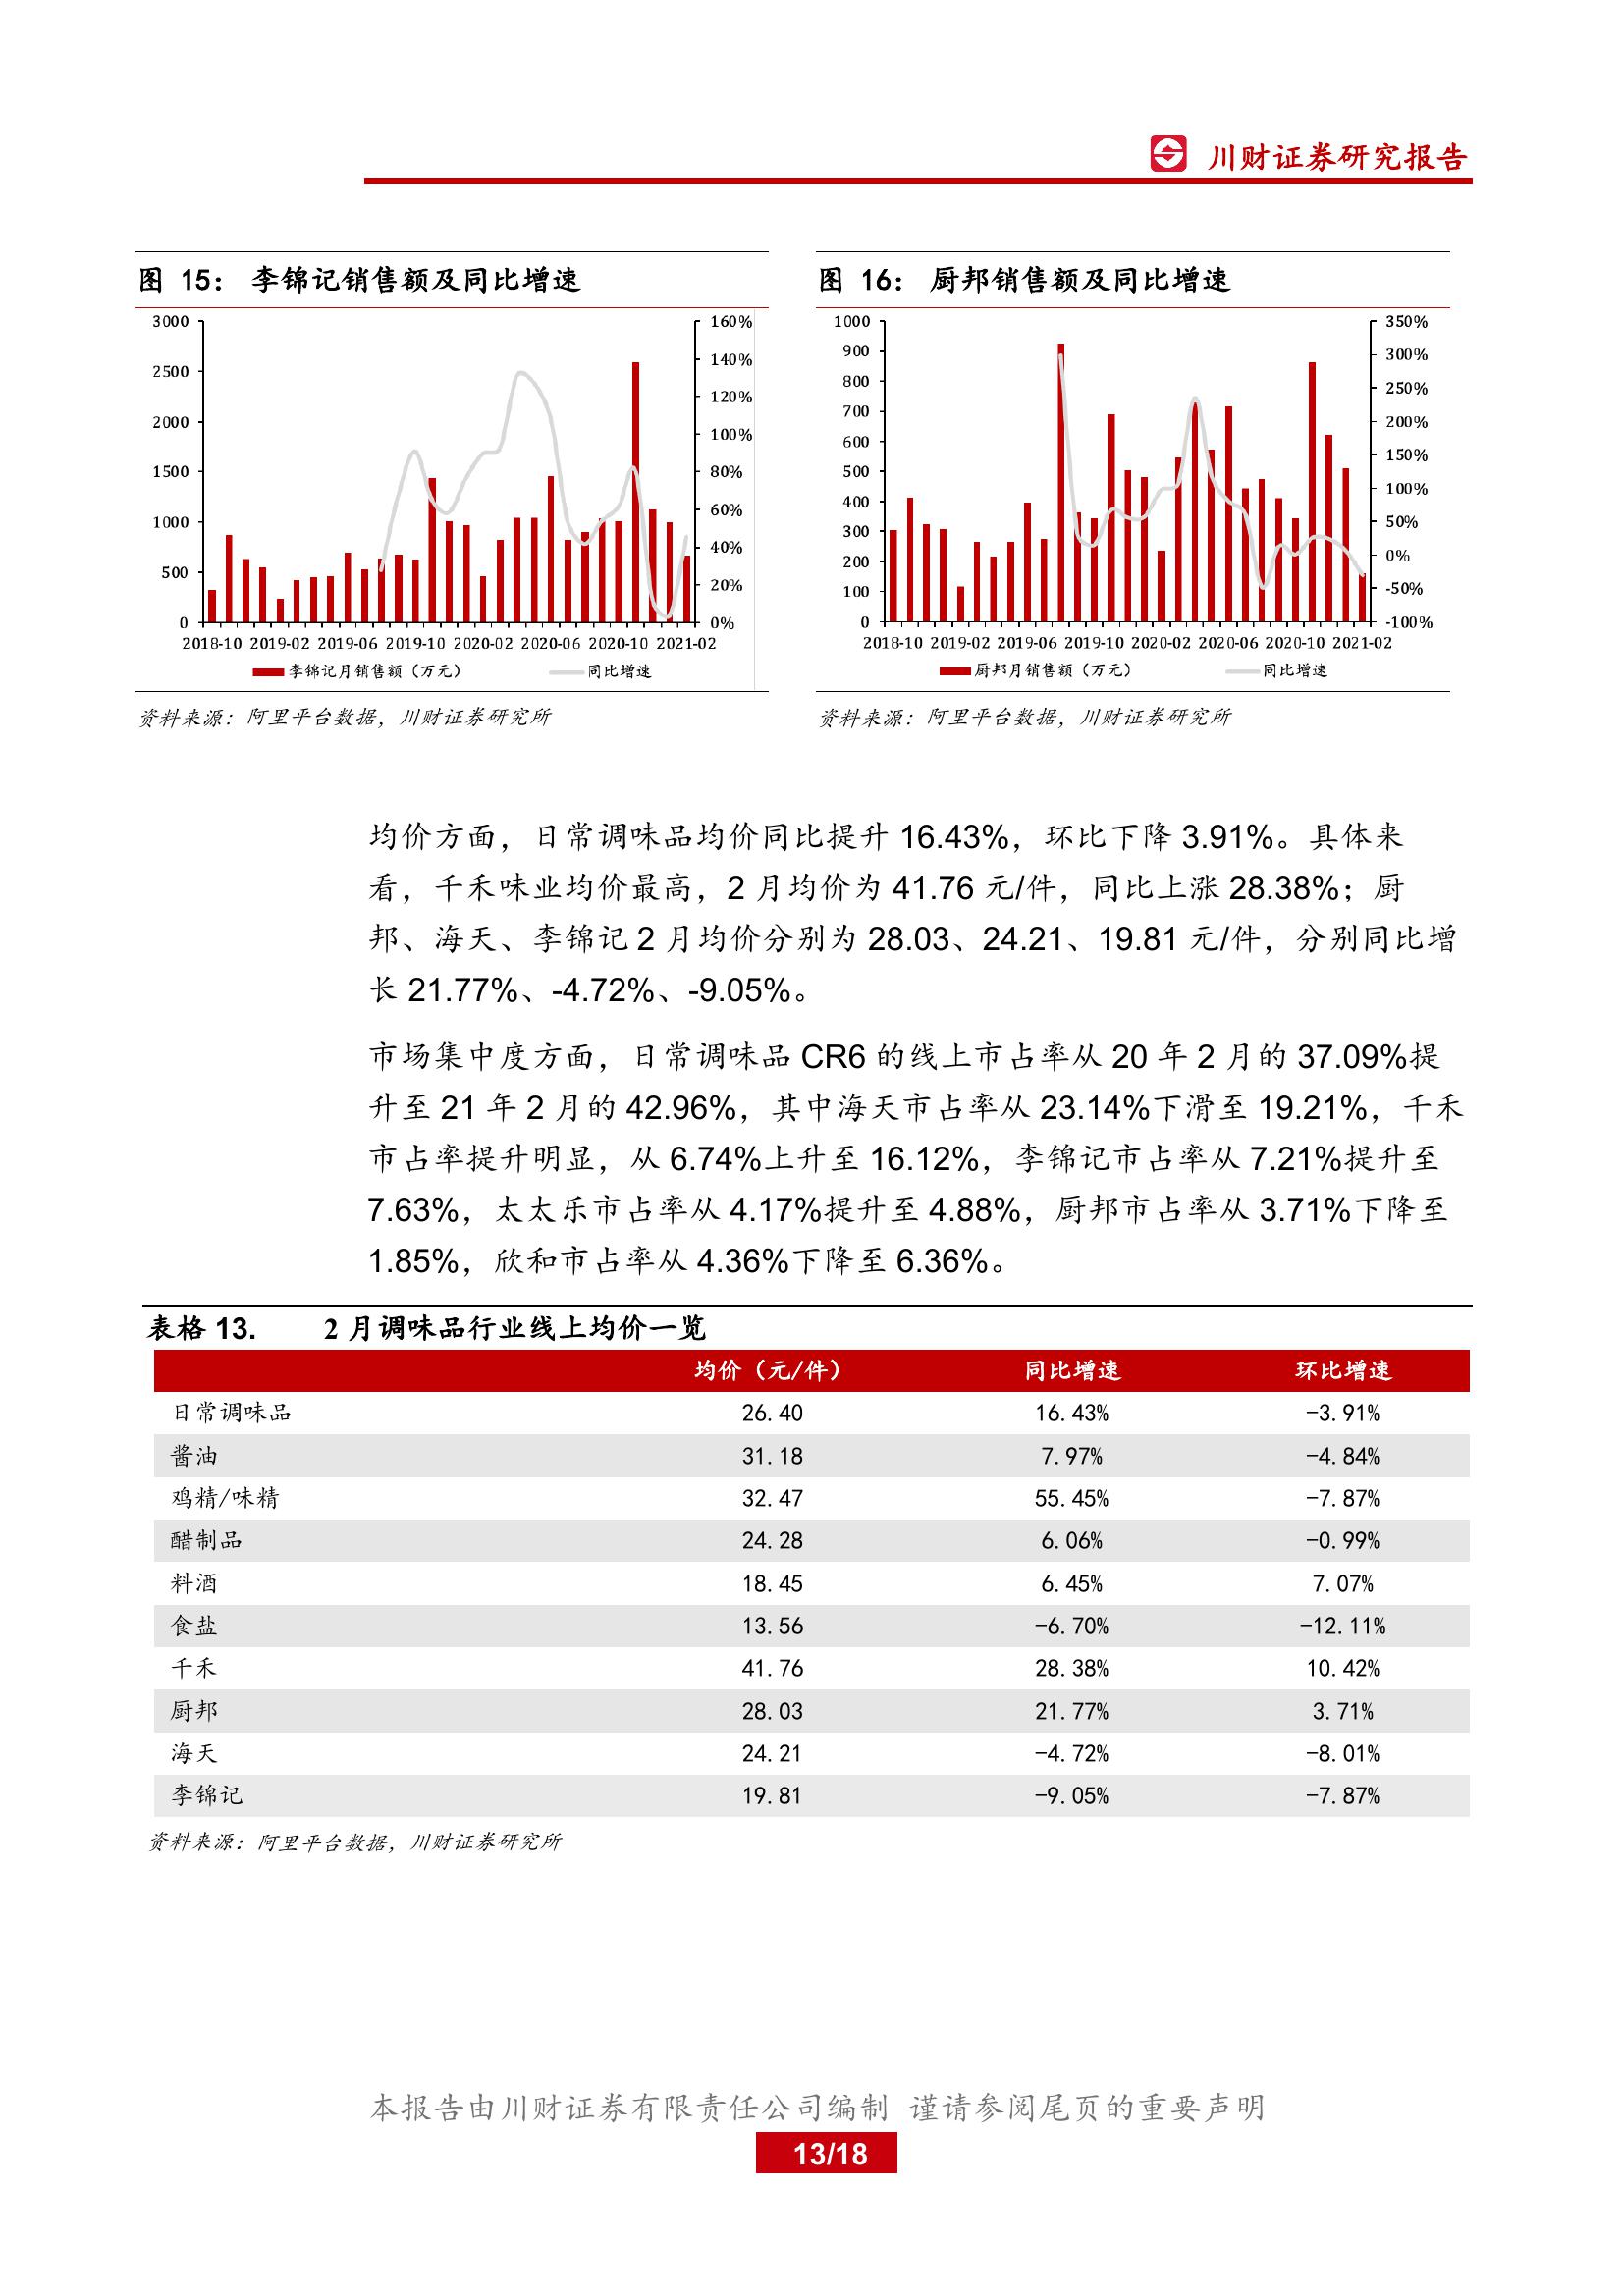 川财证券研究报告
图 15： 李锦记销售额及同比增速
3000
2500
2000
1500
1000
500
0
160%
140%
120%
100%
80%
60%
40%
20%
0%
2018-10 2019-02 2019-06 2019-10 2020-02 2020-06 2020-10 2021-02
李锦记月销售额（万元） 同比增速
资料来源：阿里平台数据，川财证券研究所
图 16： 厨邦销售额及同比增速
1000
900
800
700
600
500
400
300
200
100
0
350%
300%
250%
200%
150%
100%
50%
0%
-50%
-100%
2018-10 2019-02 2019-06 2019-10 2020-02 2020-06 2020-10 2021-02
厨邦月销售额（万元） 同比增速
资料来源：阿里平台数据，川财证券研究所
均价方面，日常调味品均价同比提升 16.43%，环比下降 3.91%。具体来
看，千禾味业均价最高，2 月均价为 41.76 元/件，同比上涨 28.38%；厨
邦、海天、李锦记 2 月均价分别为 28.03、24.21、19.81 元/件，分别同比增
长 21.77%、-4.72%、-9.05%。
市场集中度方面，日常调味品 CR6 的线上市占率从 20 年 2 月的 37.09%提
升至 21 年 2 月的 42.96%，其中海天市占率从 23.14%下滑至 19.21%，千禾
市占率提升明显，从 6.74%上升至 16.12%，李锦记市占率从 7.21%提升至
7.63%，太太乐市占率从 4.17%提升至 4.88%，厨邦市占率从 3.71%下降至
1.85%，欣和市占率从 4.36%下降至 6.36%。
表格 13. 2 月调味品行业线上均价一览
均价（元/件） 同比增速 环比增速
日常调味品 26.40 16.43% -3.91%
酱油 31.18 7.97% -4.84%
鸡精/味精 32.47 55.45% -7.87%
醋制品 24.28 6.06% -0.99%
料酒 18.45 6.45% 7.07%
食盐 13.56 -6.70% -12.11%
千禾 41.76 28.38% 10.42%
厨邦 28.03 21.77% 3.71%
海天 24.21 -4.72% -8.01%
李锦记 19.81 -9.05% -7.87%
资料来源：阿里平台数据，川财证券研究所
本报告由川财证券有限责任公司编制 谨请参阅尾页的重要声明
13/18